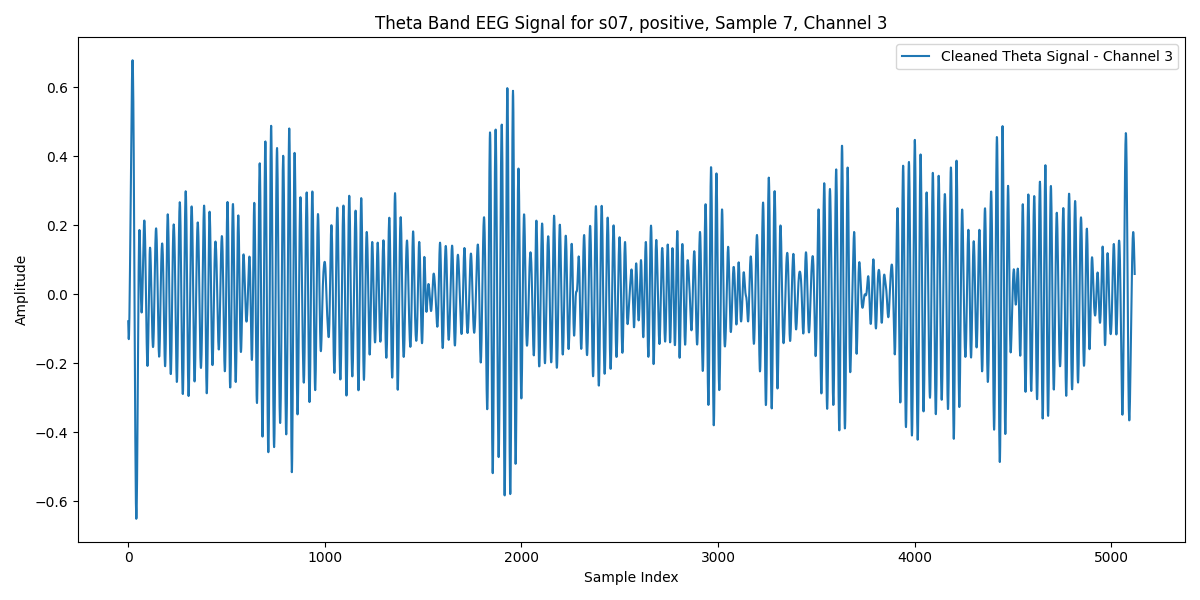 Theta Band EEG Signal for s07, positive, Sample 7, Channel 3
Cleaned Theta Signal - Channel 3
Amplitude
0.6
0.4
0.2
0.0
−0.2
−0.4
−0.6
0 1000 2000 3000 4000 5000
Sample Index